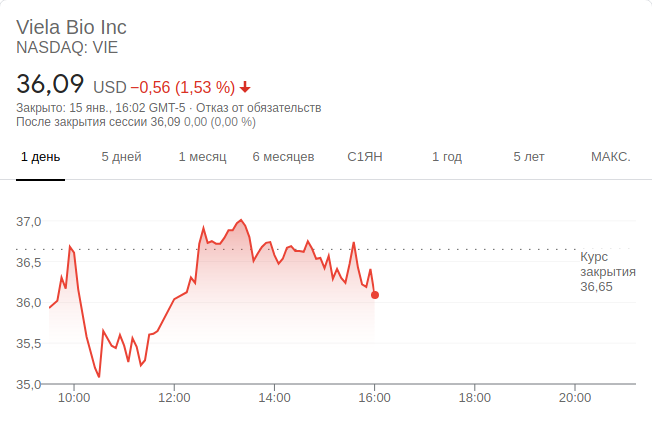 Viela Bio Inc
NASDAQ: VIE
36,09 USD −0,56 (1,53 %)
Закрыто: 15 янв., 16:02 GMT-5 · Отказ от обязательств
После закрытия сессии 36,09 0,00 (0,00 %)
1 день 5 дней 1 месяц 6 месяцев С1ЯН 1 год 5 лет МАКС.
37,0
36,5
36,0
35,5
35,0
Курс
закрытия
36,65
10:00 12:00 14:00 16:00 18:00 20:00